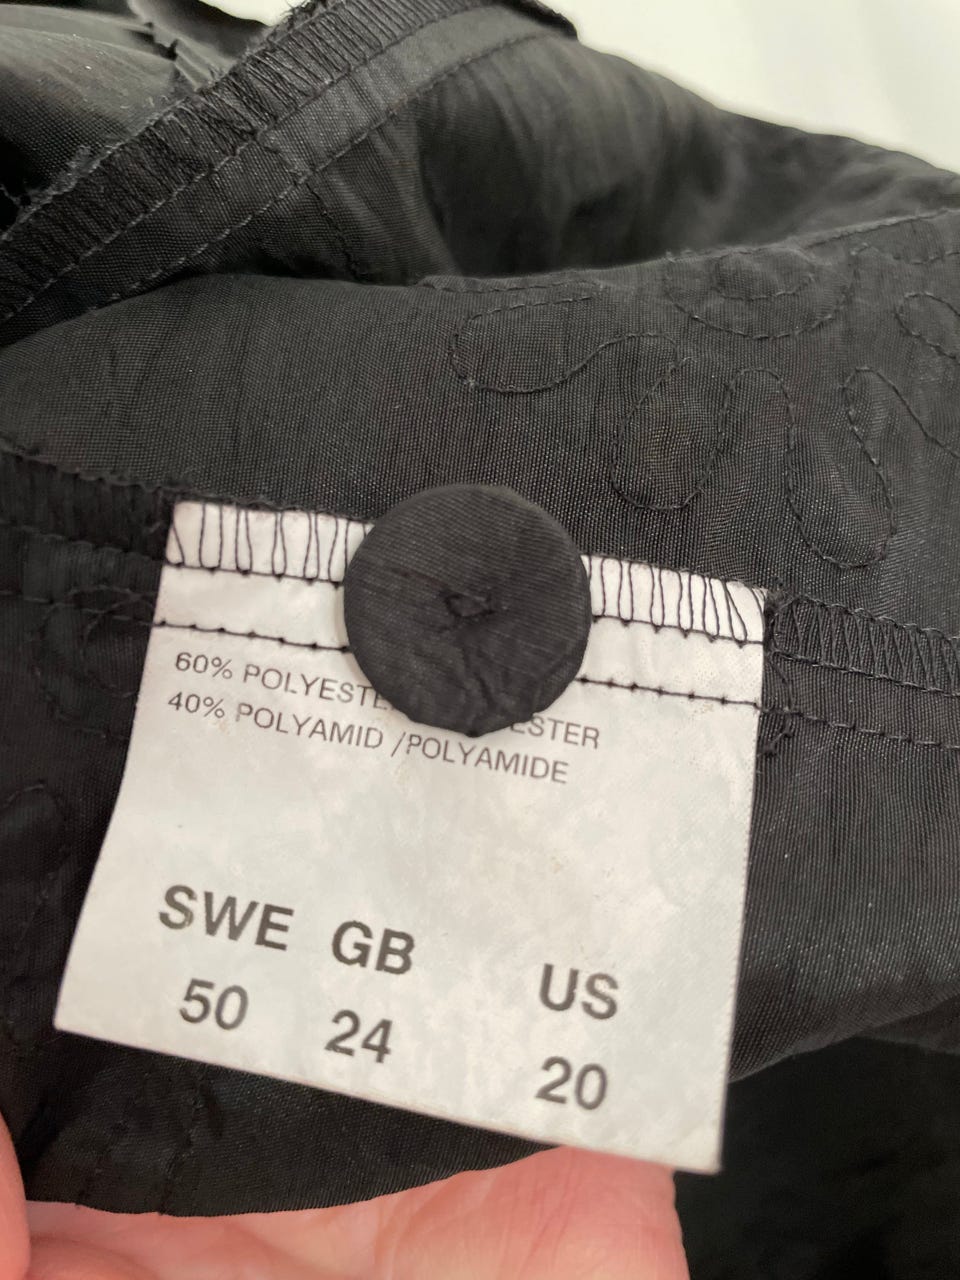 60% POLYESTE ESTER
40% POLYAMID /POLYAMIDE
SWE GB US
50 24 20